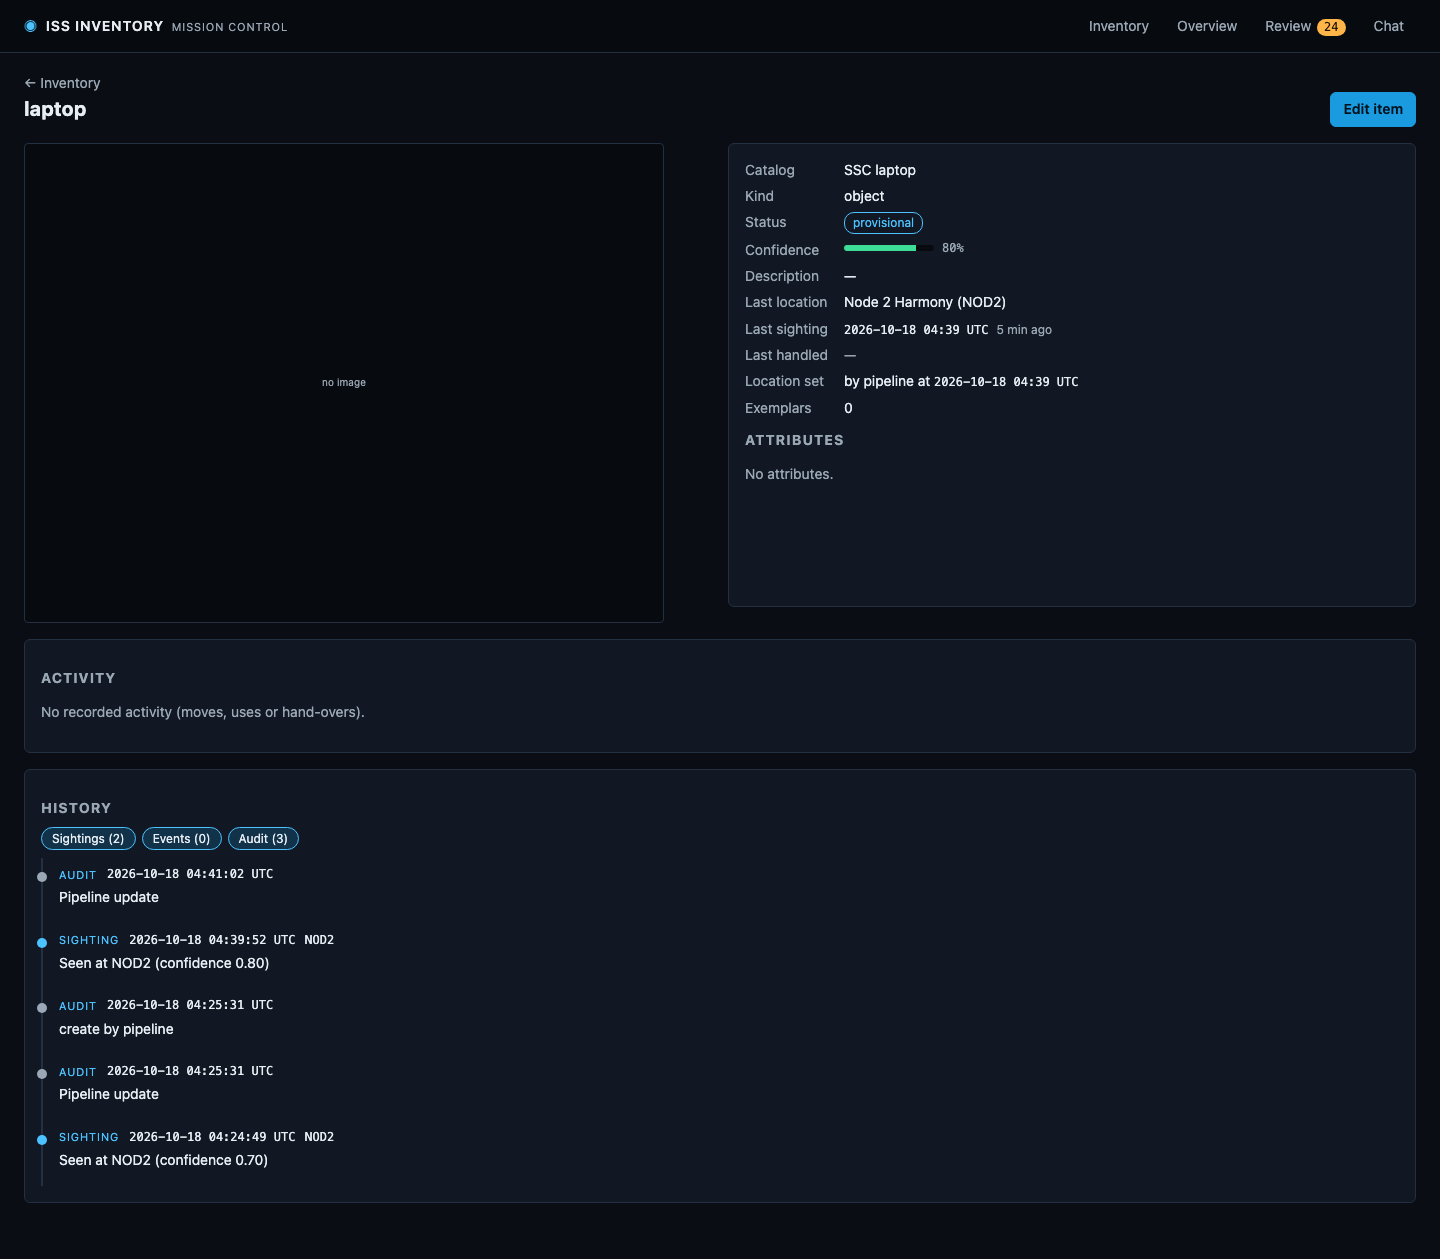 ISS INVENTORY MISSION CONTROL
Inventory Overview Review 24 Chat
← Inventory
laptop
Edit item
no image
Catalog SSC laptop
Kind object
Status provisional
Confidence 80%
Description —
Last location Node 2 Harmony (NOD2)
Last sighting 2026-10-18 04:39 UTC 5 min ago
Last handled —
Location set by pipeline at 2026-10-18 04:39 UTC
Exemplars 0
ATTRIBUTES
No attributes.
ACTIVITY
No recorded activity (moves, uses or hand-overs).
HISTORY
Sightings (2) Events (0) Audit (3)
AUDIT 2026-10-18 04:41:02 UTC
Pipeline update
SIGHTING 2026-10-18 04:39:52 UTC NOD2
Seen at NOD2 (confidence 0.80)
AUDIT 2026-10-18 04:25:31 UTC
create by pipeline
AUDIT 2026-10-18 04:25:31 UTC
Pipeline update
SIGHTING 2026-10-18 04:24:49 UTC NOD2
Seen at NOD2 (confidence 0.70)